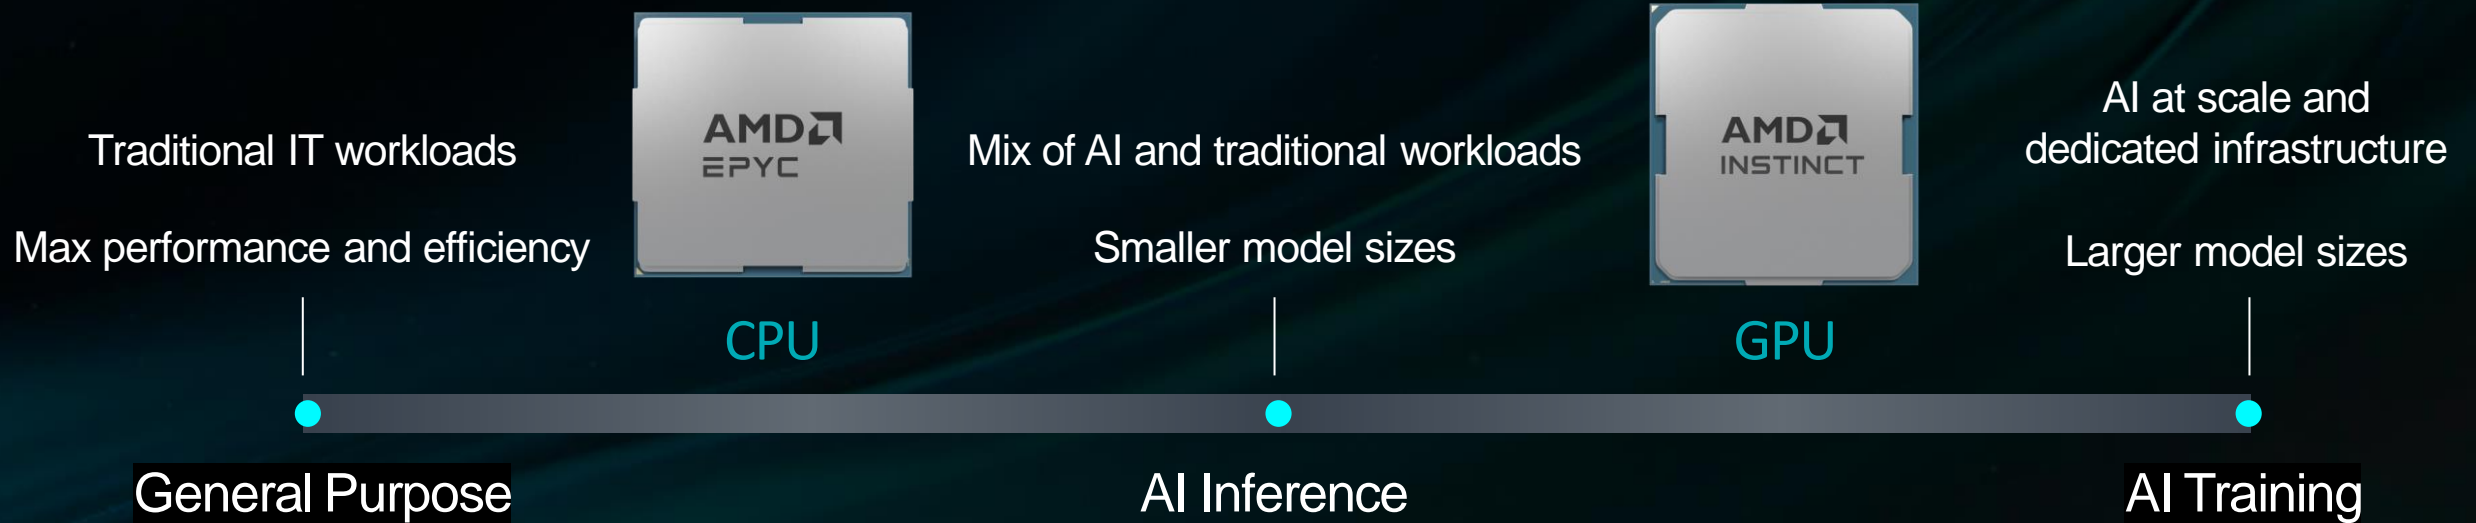 Traditional IT workloads
Max performance and efficiency
AMD
EPYC
CPU
Mix of AI and traditional workloads
Smaller model sizes
AMD
INSTINCT
GPU
AI at scale and
dedicated infrastructure
Larger model sizes
General Purpose
AI Inference
AI Training